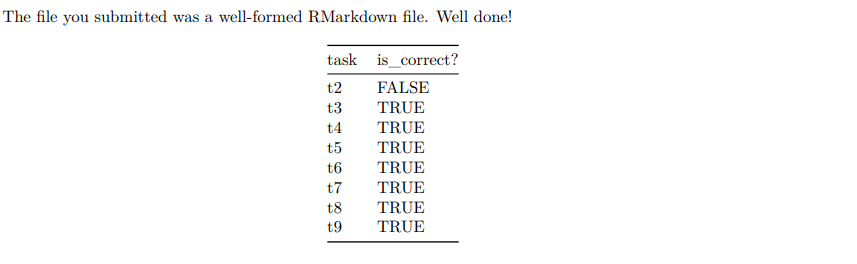 The file you submitted was a well-formed RMarkdown file. Well done!
task is_correct?
t2 FALSE
t3 TRUE
t4 TRUE
t5 TRUE
t6 TRUE
t7 TRUE
t8 TRUE
t9 TRUE